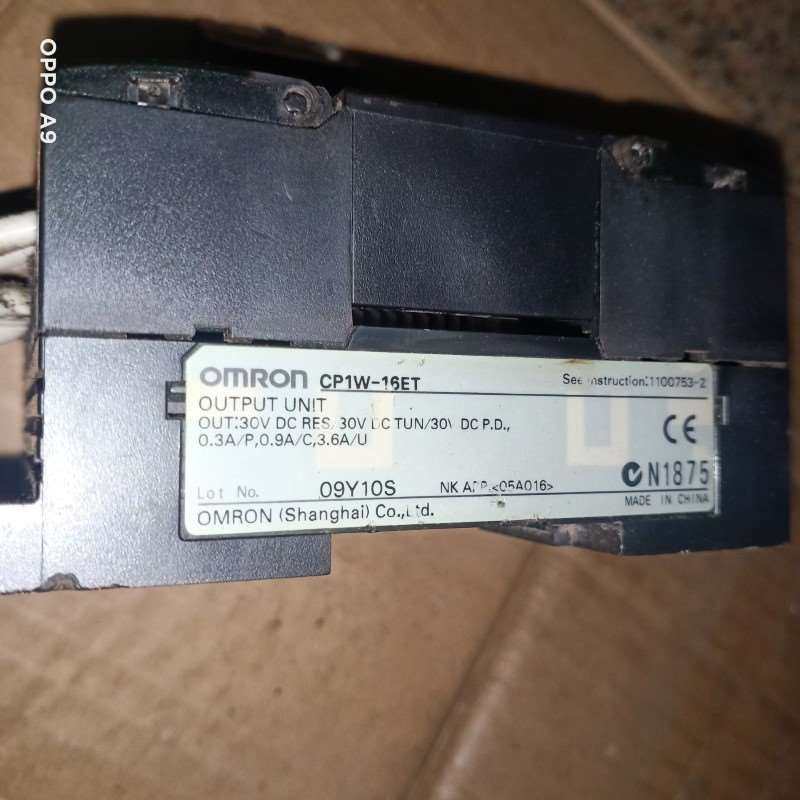 OPPO A9
OMRON CP1W-16ET
See Instruction:1100753-2
OUTPUT UNIT
OUT:30V DC RES/30V DC TUN/30V DC P.D.,
0.3A/P,0.9A/C,3.6A/U
CE
N1875
Lot No. 09Y10S NK APP.<05A016>
MADE IN CHINA
OMRON (Shanghai) Co.,Ltd.